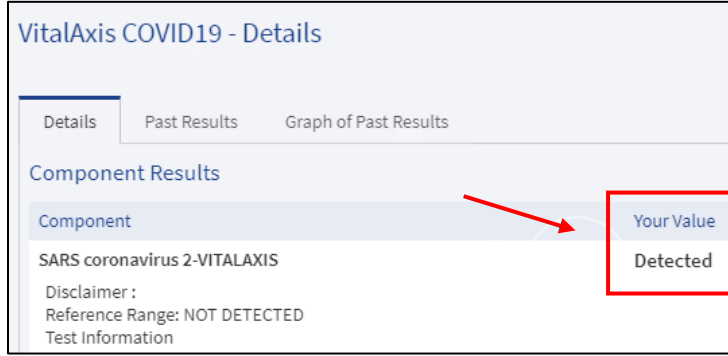 VitalAxis COVID19 - Details
Details Past Results Graph of Past Results
Component Results
Component Your Value
SARS coronavirus 2-VITALAXIS Detected
Disclaimer :
Reference Range: NOT DETECTED
Test Information